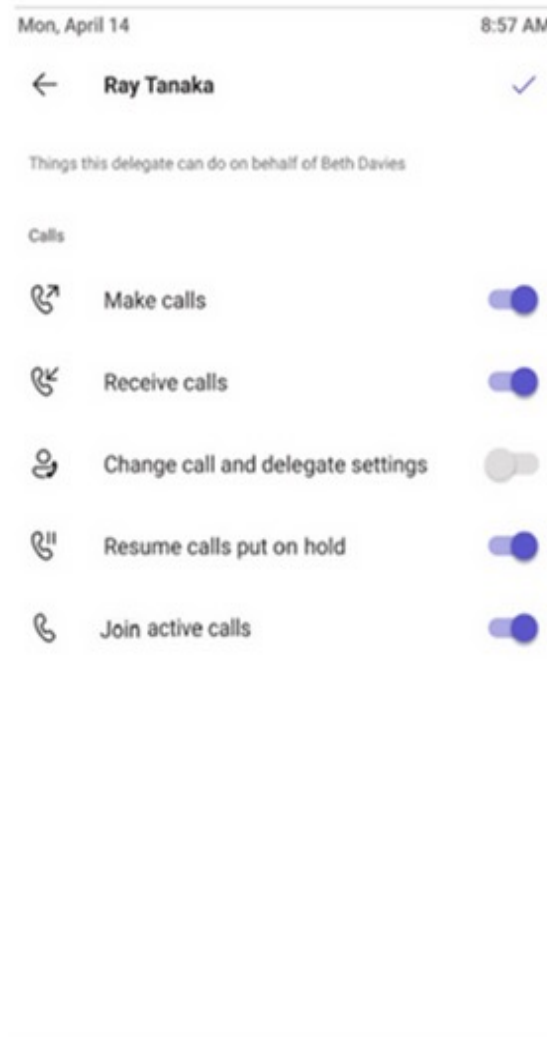 Mon, April 14 8:57 AM
Ray Tanaka
Things this delegate can do on behalf of Beth Davies
Calls
Make calls
Receive calls
Change call and delegate settings
Resume calls put on hold
Join active calls